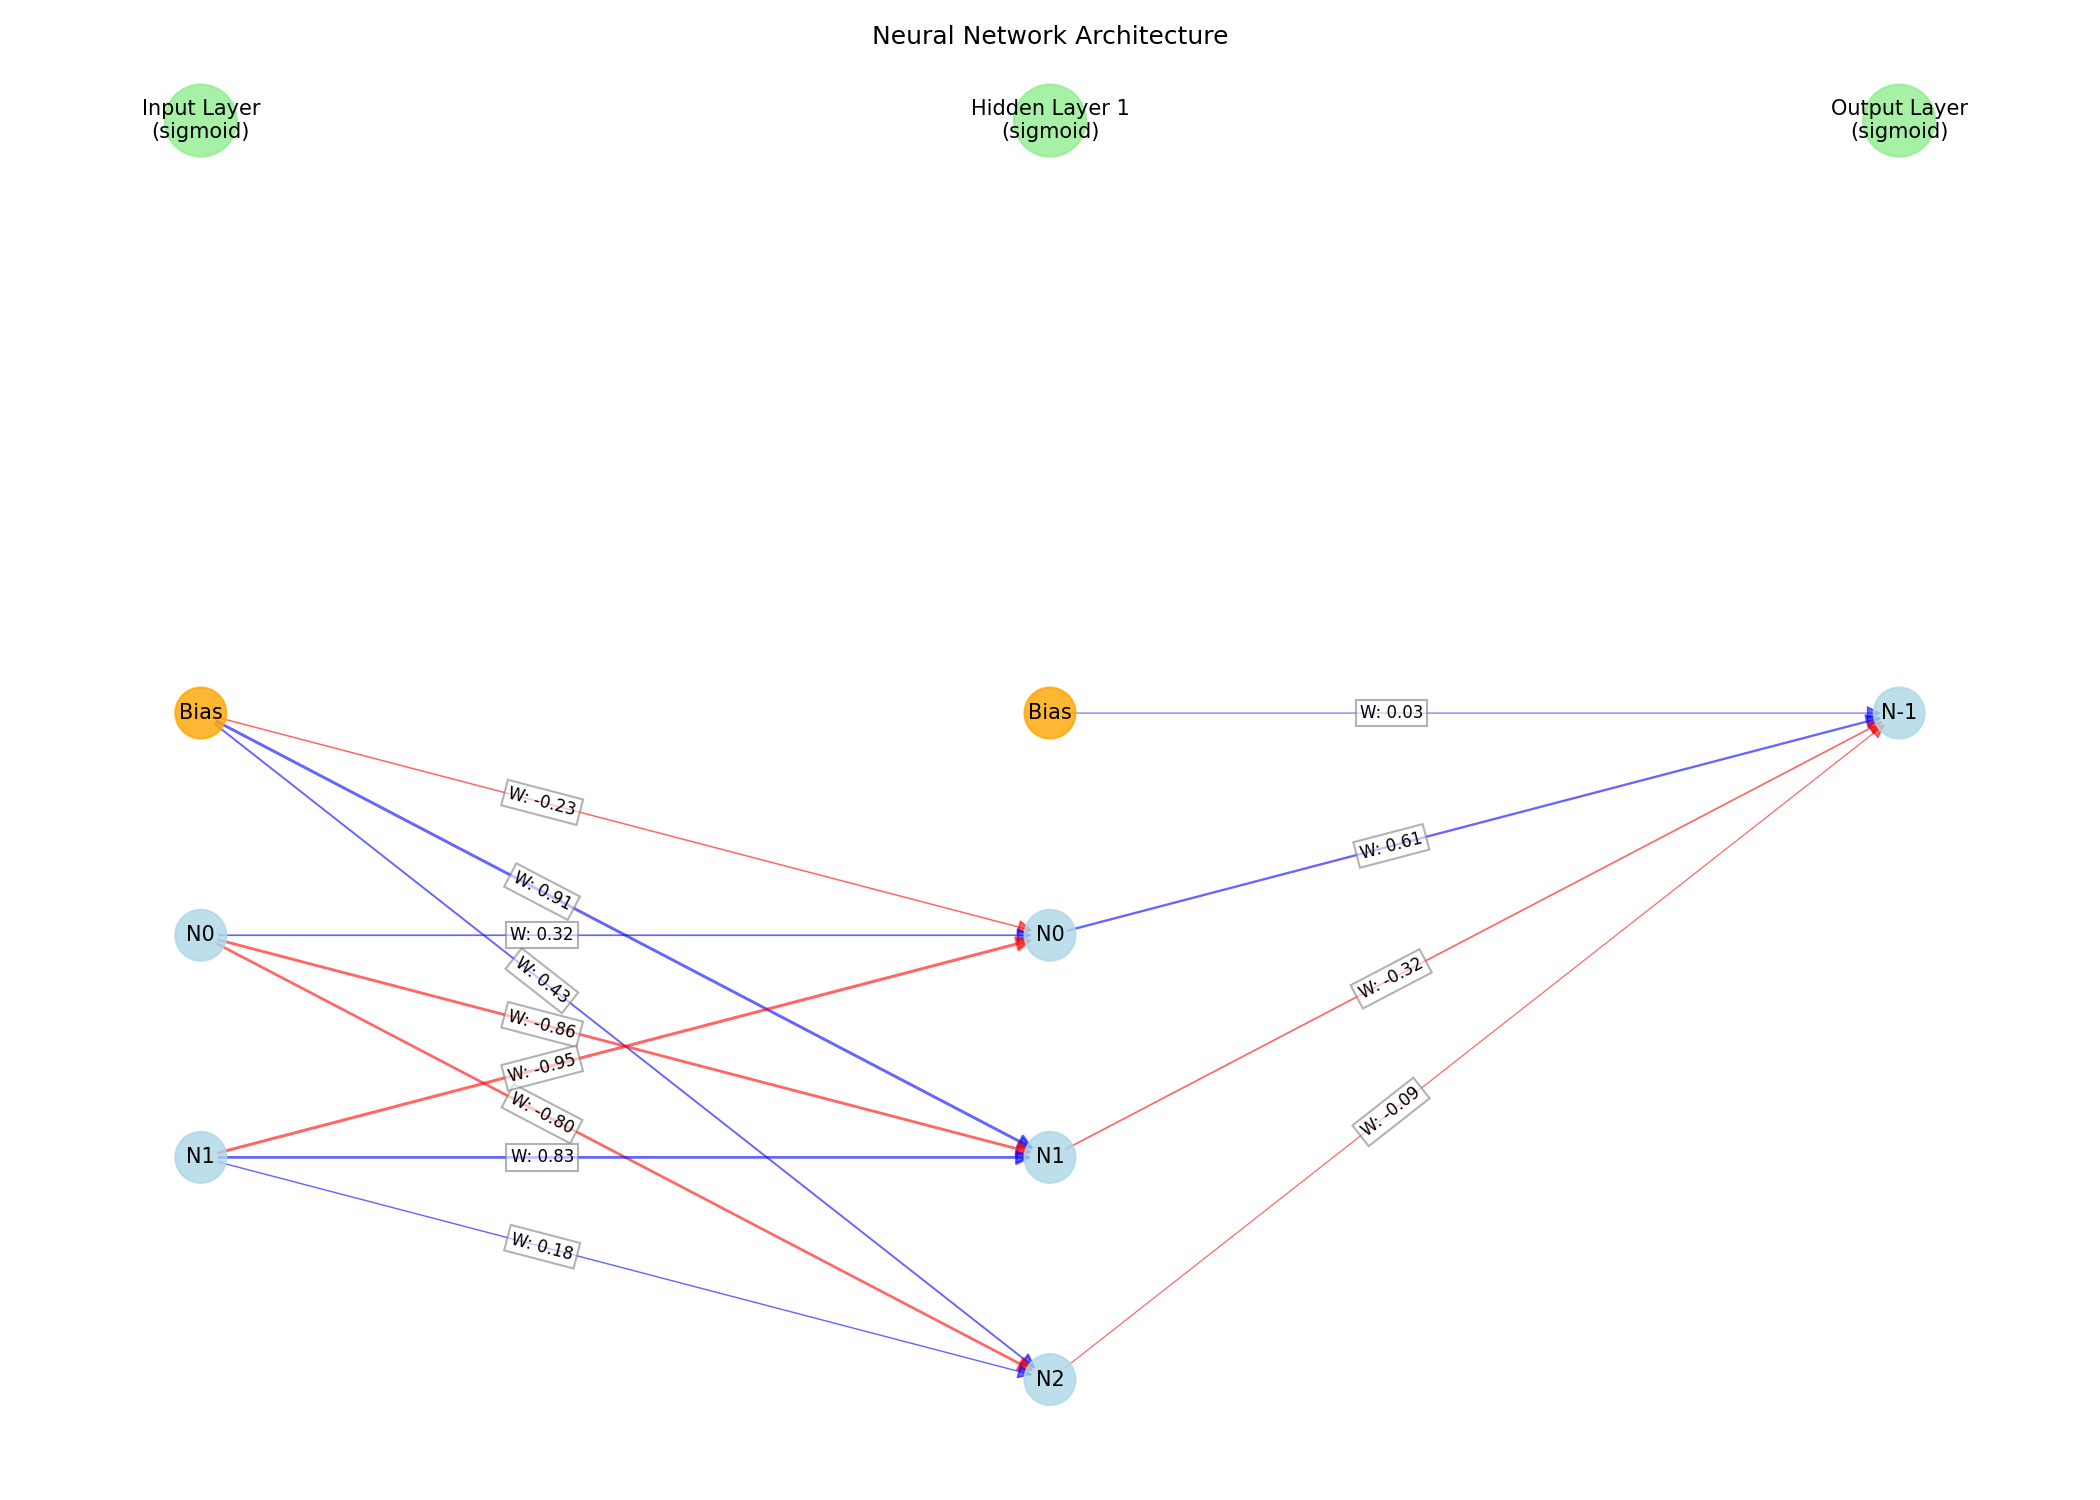 Neural Network Architecture
Input Layer
(sigmoid)
Hidden Layer 1
(sigmoid)
Output Layer
(sigmoid)
Bias
Bias
W: 0.03
N-1
W: -0.23
W: 0.61
W: 0.91
N0
W: 0.32
N0
W: 0.43
W: -0.32
W: -0.86
W: -0.95
W: -0.80
W: -0.09
N1
W: 0.83
N1
W: 0.18
N2